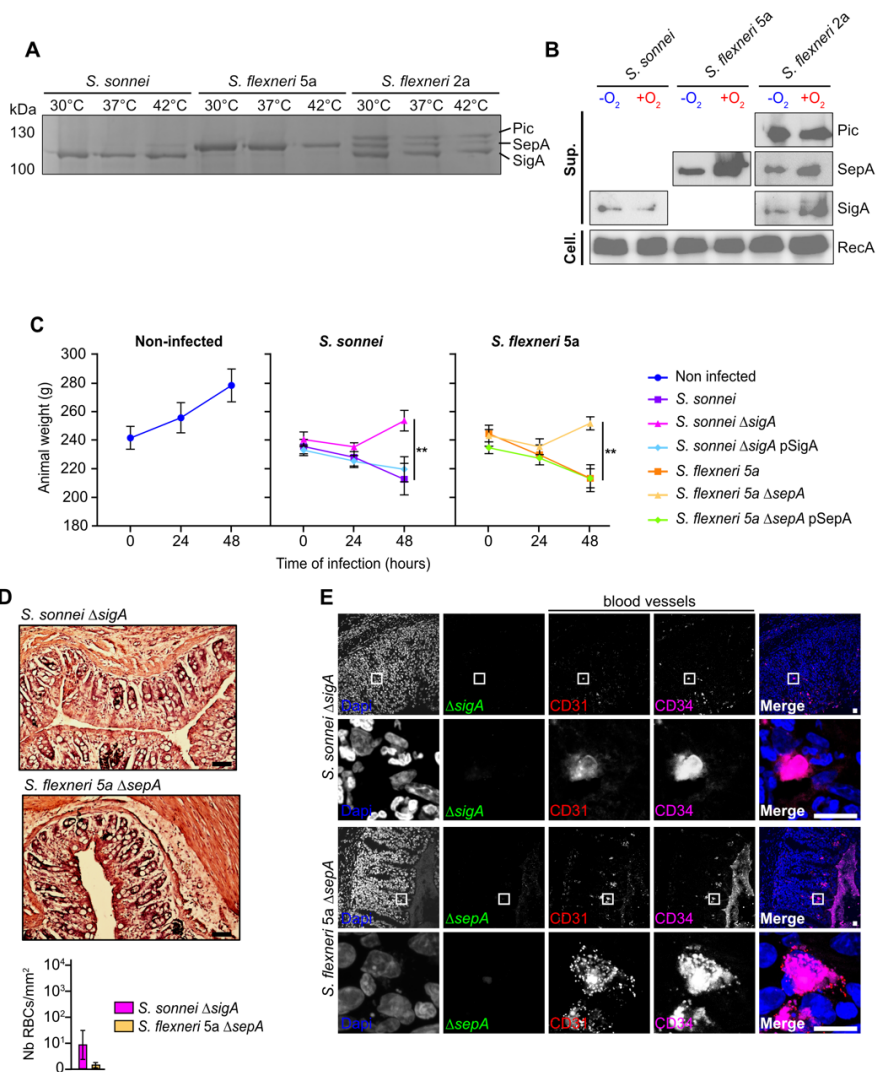 A
S. sonnei S. flexneri 5a S. flexneri 2a
kDa 30°C 37°C 42°C 30°C 37°C 42°C 30°C 37°C 42°C
130
100
Pic
SepA
SigA
B
S. sonnei S. flexneri 5a S. flexneri 2a
-O2 +O2 -O2 +O2 -O2 +O2
Sup.
Pic
SepA
SigA
Cell.
RecA
C
Non-infected S. sonnei S. flexneri 5a
Animal weight (g)
300
280
260
240
220
200
180
**
**
0 24 48 0 24 48 0 24 48
Time of infection (hours)
Non infected
S. sonnei
S. sonnei ΔsigA
S. sonnei ΔsigA pSigA
S. flexneri 5a
S. flexneri 5a ΔsepA
S. flexneri 5a ΔsepA pSepA
D
S. sonnei ΔsigA
S. flexneri 5a ΔsepA
Nb RBCs/mm²
10⁴
10³
10¹
0
S. sonnei ΔsigA
S. flexneri 5a ΔsepA
E
blood vessels
S. sonnei ΔsigA
Dapi ΔsigA CD31 CD34 Merge
Dapi ΔsigA CD31 CD34 Merge
S. flexneri 5a ΔsepA
Dapi ΔsepA CD31 CD34 Merge
Dapi ΔsepA CD31 CD34 Merge